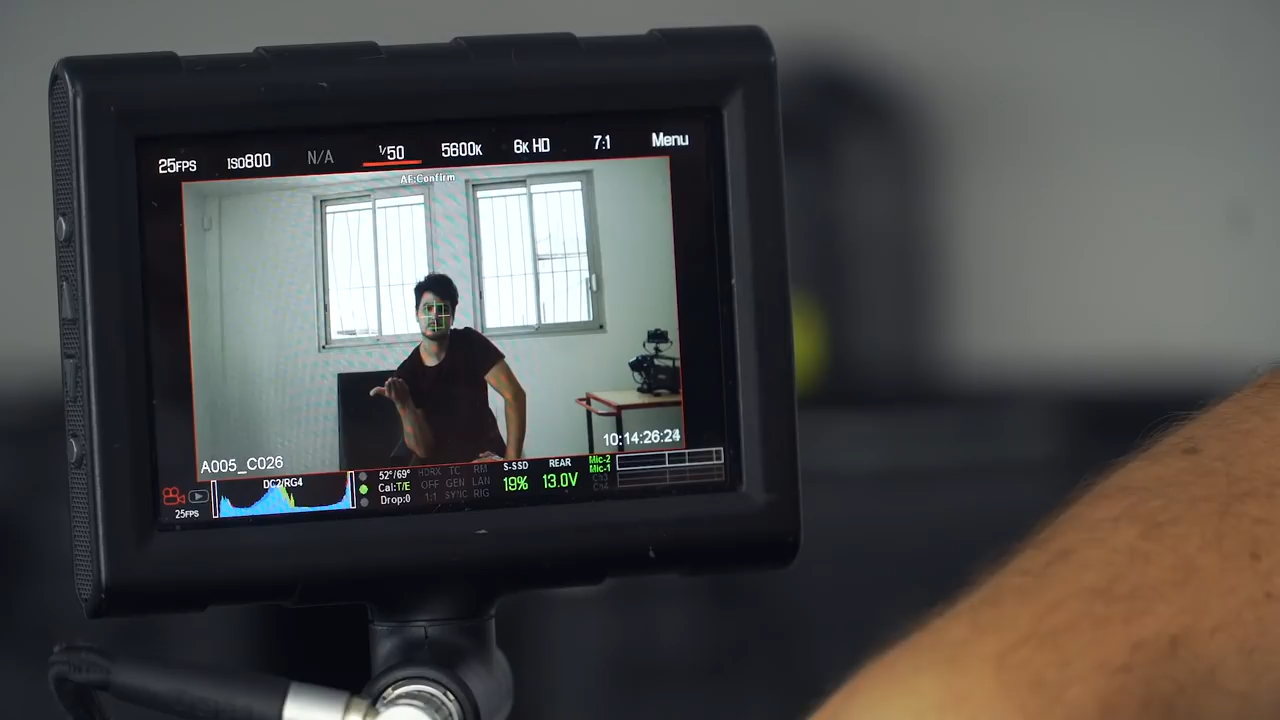 25FPS ISO800 N/A 1/50 5600K 6K HD 7:1 Menu
AF:Confirm
10:14:26:24
A005_C026
DC2/RG4
25FPS
52°/69°
Cal:T/E
Drop:0
HDRX TC RM
OFF GEN LAN
1:1 SYNC RIG
S-SSD
19%
REAR
13.0V
Mic-2
Mic-1
Ch3
Ch4